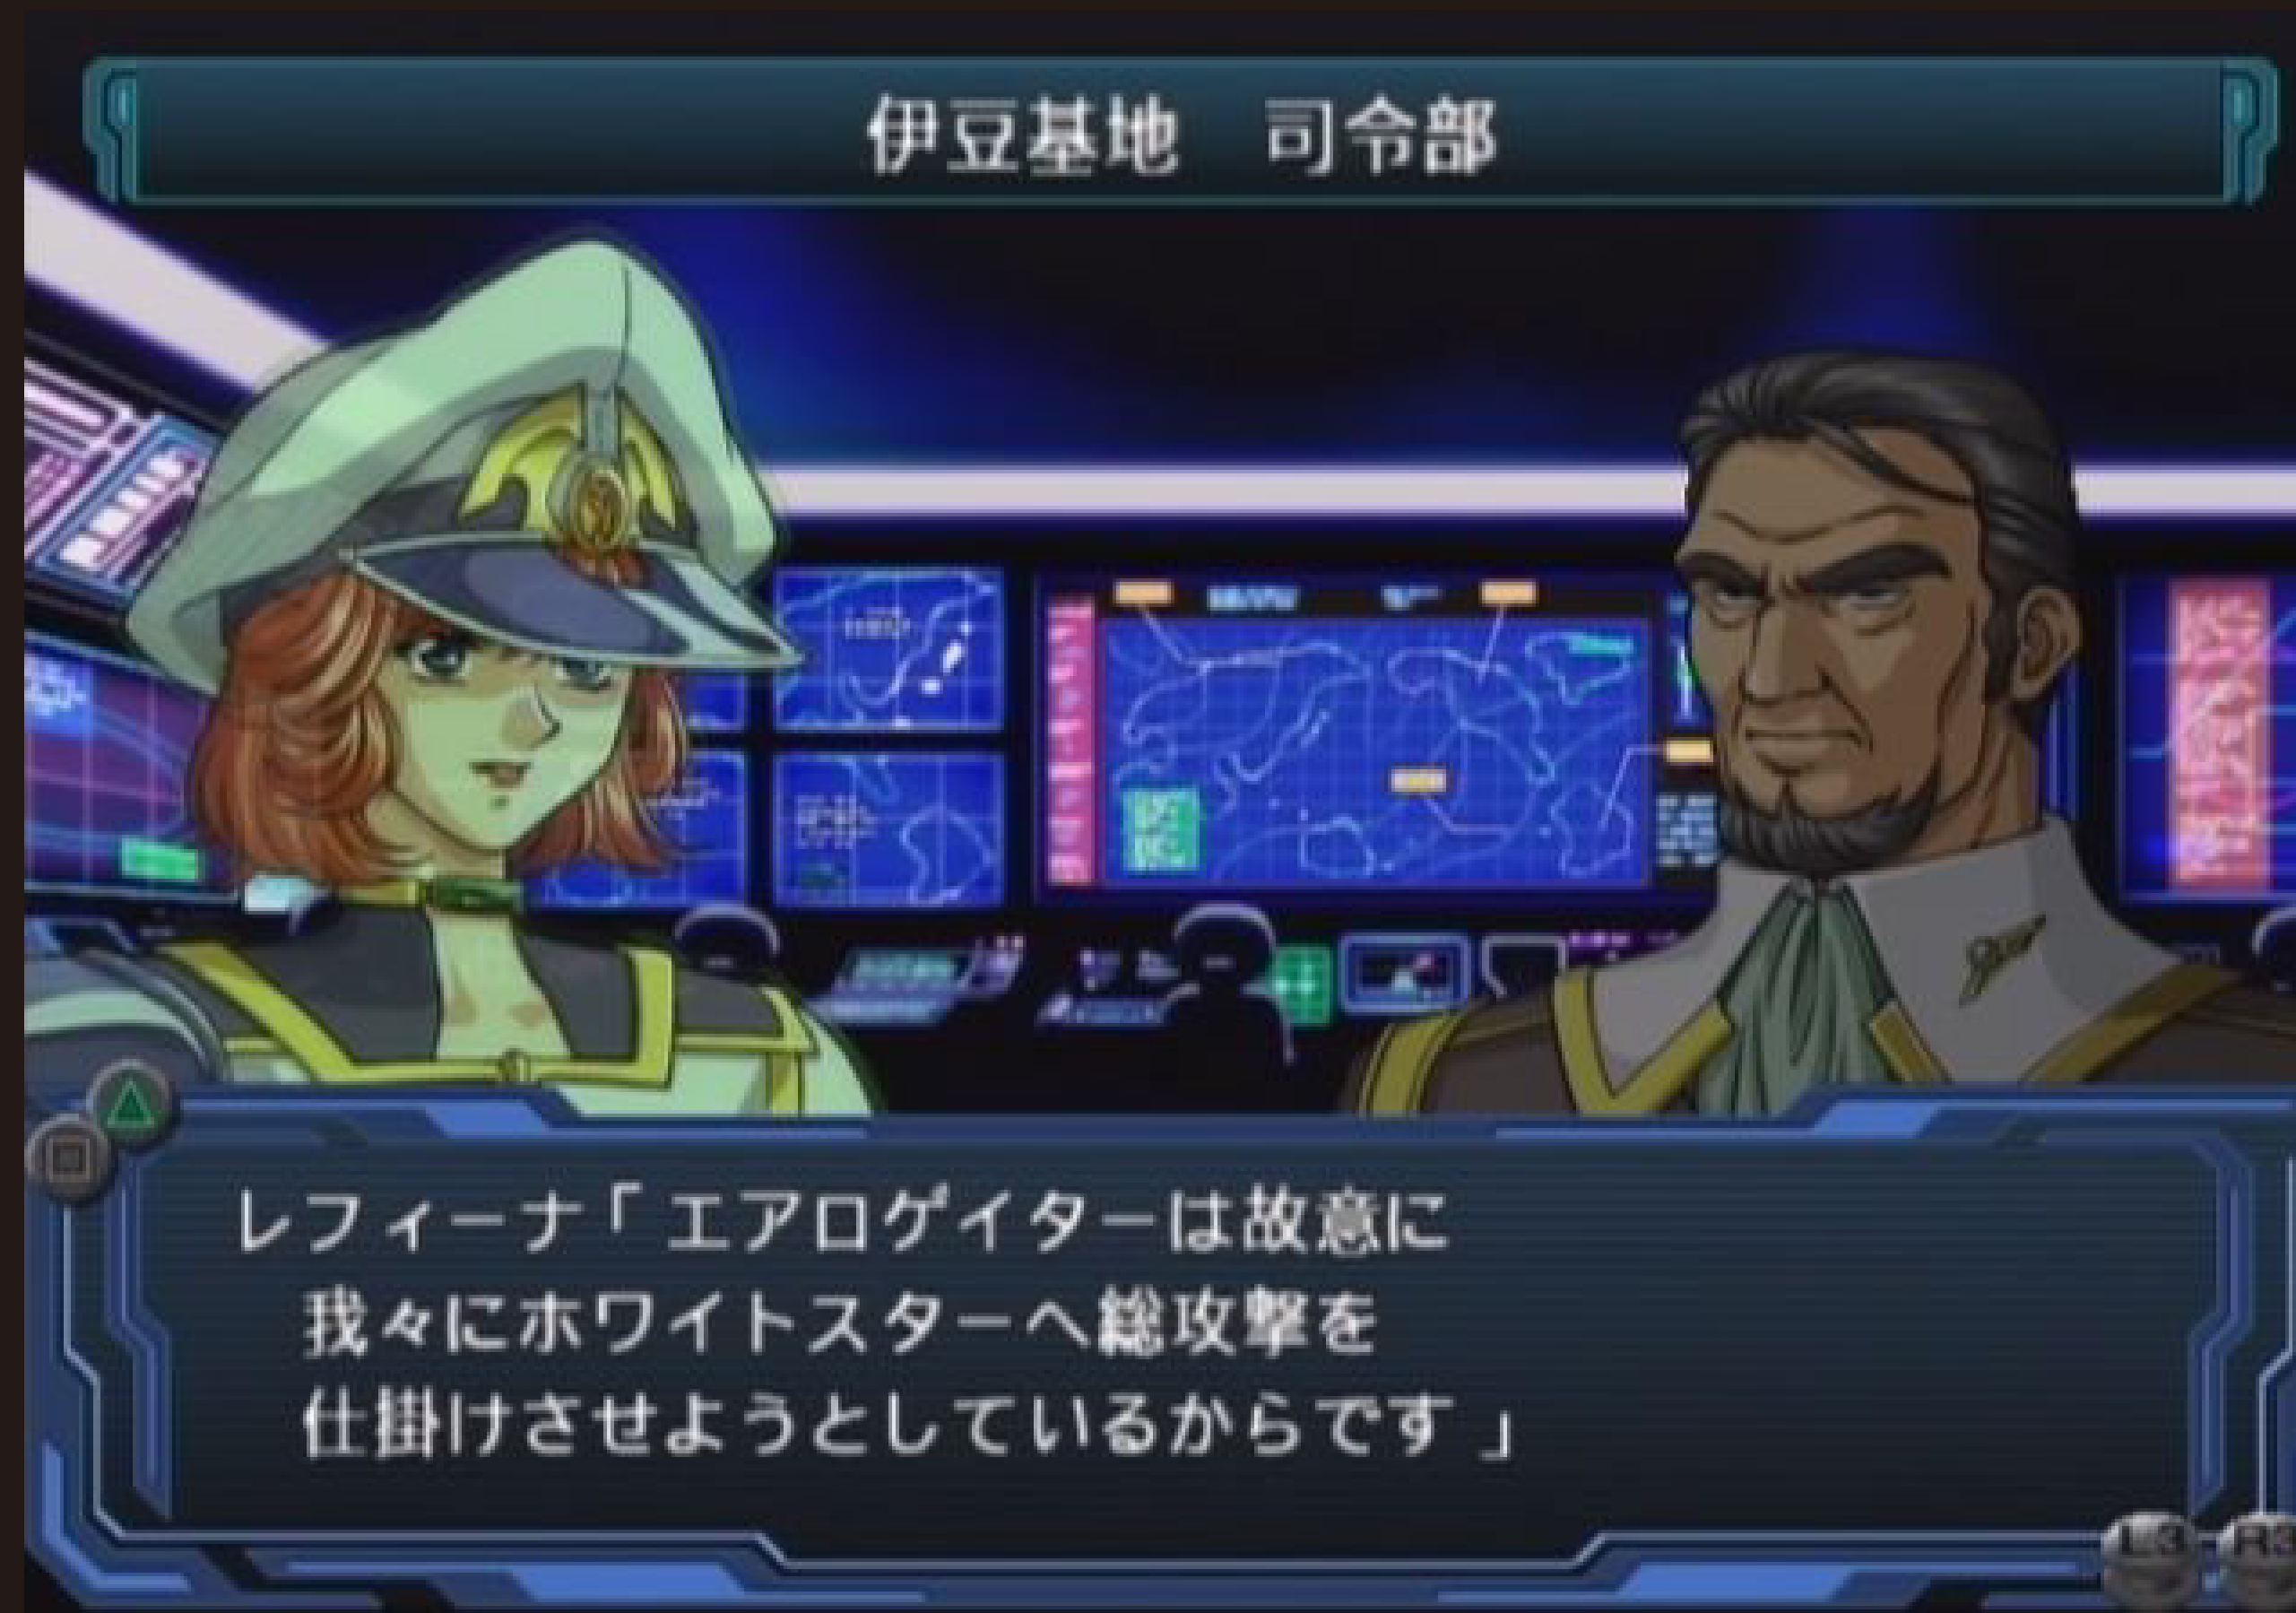 伊豆基地　司令部
レフィーナ「エアロゲイターは故意に
我々にホワイトスターへ総攻撃を
仕掛けさせようとしているからです」
L3 R3